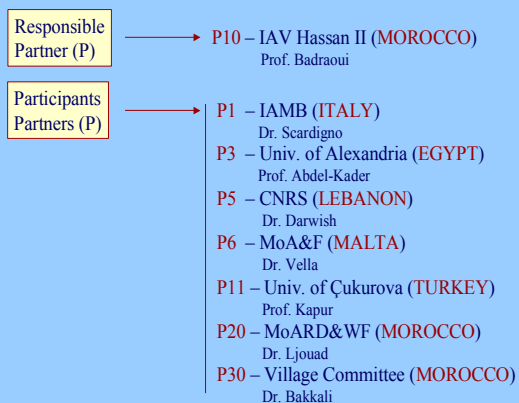 Responsible
Partner (P)
P10 – IAV Hassan II (MOROCCO)
Prof. Badraoui
Participants
Partners (P)
P1 – IAMB (ITALY)
Dr. Scardigno
P3 – Univ. of Alexandria (EGYPT)
Prof. Abdel-Kader
P5 – CNRS (LEBANON)
Dr. Darwish
P6 – MoA&F (MALTA)
Dr. Vella
P11 – Univ. of Çukurova (TURKEY)
Prof. Kapur
P20 – MoARD&WF (MOROCCO)
Dr. Ljouad
P30 – Village Committee (MOROCCO)
Dr. Bakkali